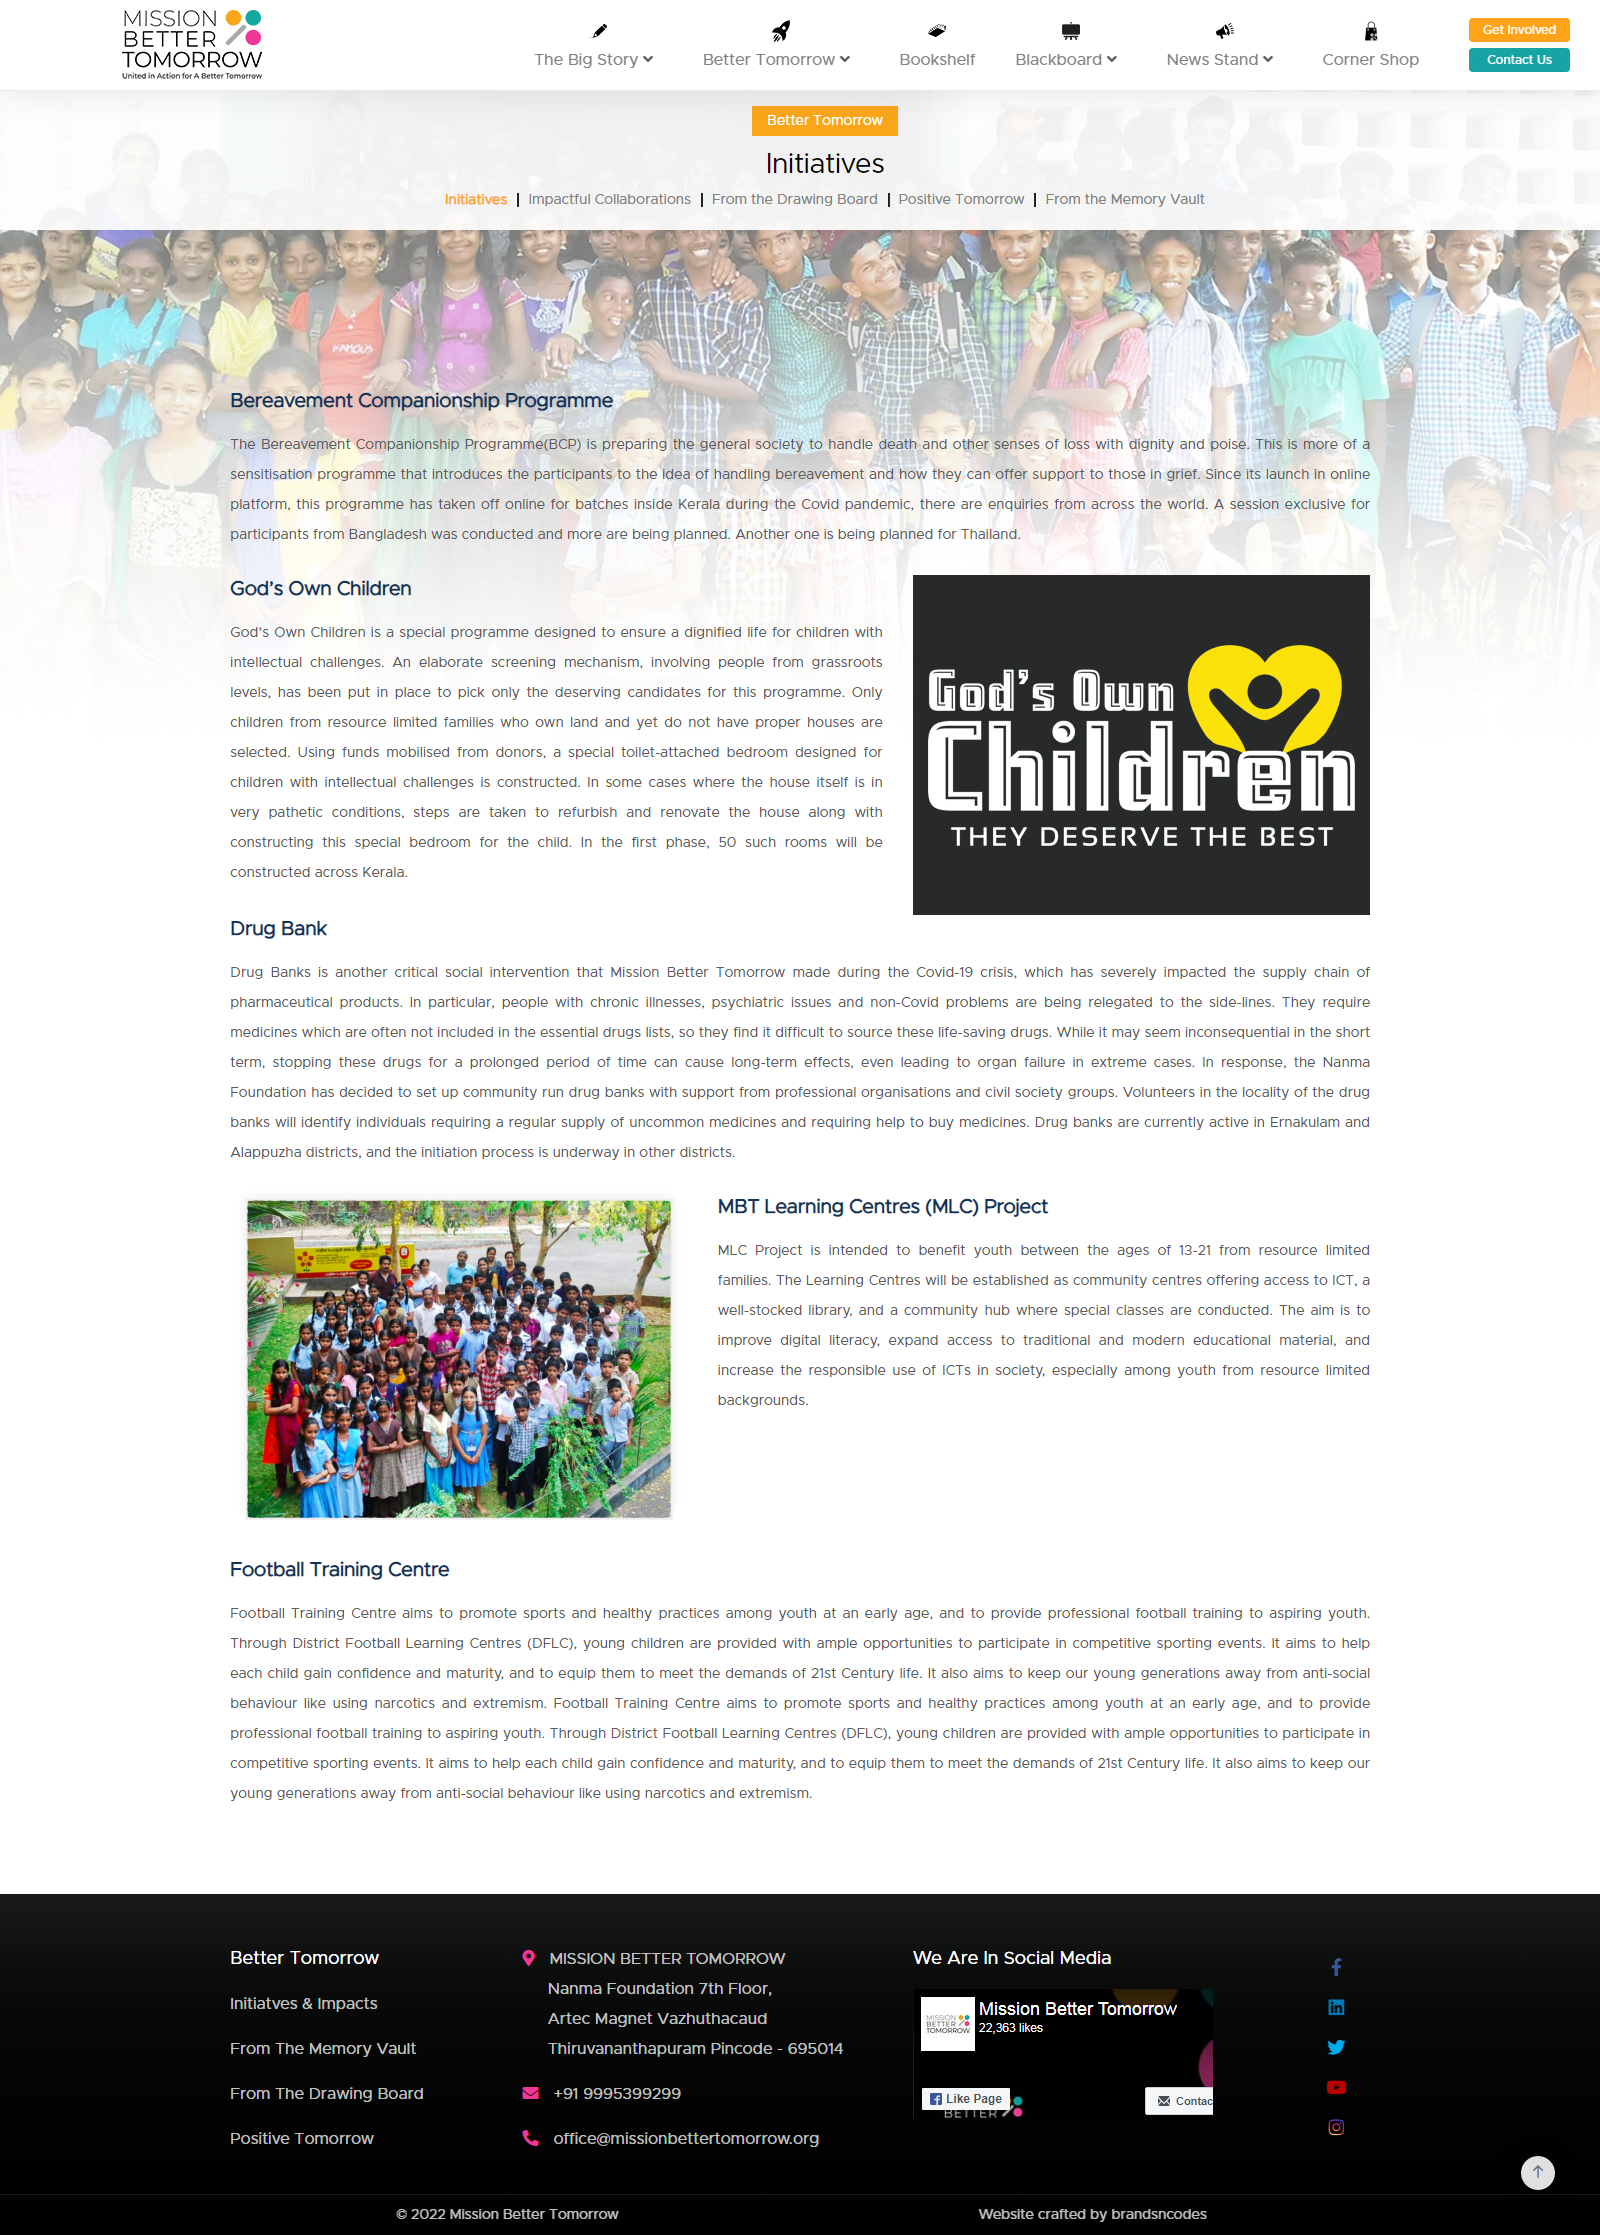 MISSION
BETTER
TOMORROW
United in Action for A Better Tomorrow
The Big Story
Better Tomorrow
Bookshelf
Blackboard
News Stand
Corner Shop
Get Involved
Contact Us
Better Tomorrow
Initiatives
Initiatives | Impactful Collaborations | From the Drawing Board | Positive Tomorrow | From the Memory Vault
FAMOUS
TELL
YOU
Bereavement Companionship Programme
The Bereavement Companionship Programme(BCP) is preparing the general society to handle death and other senses of loss with dignity and poise. This is more of a
sensitisation programme that introduces the participants to the idea of handling bereavement and how they can offer support to those in grief. Since its launch in online
platform, this programme has taken off online for batches inside Kerala during the Covid pandemic, there are enquiries from across the world. A session exclusive for
participants from Bangladesh was conducted and more are being planned. Another one is being planned for Thailand.
God’s Own Children
God’s Own Children is a special programme designed to ensure a dignified life for children with
intellectual challenges. An elaborate screening mechanism, involving people from grassroots
levels, has been put in place to pick only the deserving candidates for this programme. Only
children from resource limited families who own land and yet do not have proper houses are
selected. Using funds mobilised from donors, a special toilet-attached bedroom designed for
children with intellectual challenges is constructed. In some cases where the house itself is in
very pathetic conditions, steps are taken to refurbish and renovate the house along with
constructing this special bedroom for the child. In the first phase, 50 such rooms will be
constructed across Kerala.
God's Own
Children
THEY DESERVE THE BEST
Drug Bank
Drug Banks is another critical social intervention that Mission Better Tomorrow made during the Covid-19 crisis, which has severely impacted the supply chain of
pharmaceutical products. In particular, people with chronic illnesses, psychiatric issues and non-Covid problems are being relegated to the side-lines. They require
medicines which are often not included in the essential drugs lists, so they find it difficult to source these life-saving drugs. While it may seem inconsequential in the short
term, stopping these drugs for a prolonged period of time can cause long-term effects, even leading to organ failure in extreme cases. In response, the Nanma
Foundation has decided to set up community run drug banks with support from professional organisations and civil society groups. Volunteers in the locality of the drug
banks will identify individuals requiring a regular supply of uncommon medicines and requiring help to buy medicines. Drug banks are currently active in Ernakulam and
Alappuzha districts, and the initiation process is underway in other districts.
MBT Learning Centres (MLC) Project
MLC Project is intended to benefit youth between the ages of 13-21 from resource limited
families. The Learning Centres will be established as community centres offering access to ICT, a
well-stocked library, and a community hub where special classes are conducted. The aim is to
improve digital literacy, expand access to traditional and modern educational material, and
increase the responsible use of ICTs in society, especially among youth from resource limited
backgrounds.
Football Training Centre
Football Training Centre aims to promote sports and healthy practices among youth at an early age, and to provide professional football training to aspiring youth.
Through District Football Learning Centres (DFLC), young children are provided with ample opportunities to participate in competitive sporting events. It aims to help
each child gain confidence and maturity, and to equip them to meet the demands of 21st Century life. It also aims to keep our young generations away from anti-social
behaviour like using narcotics and extremism. Football Training Centre aims to promote sports and healthy practices among youth at an early age, and to provide
professional football training to aspiring youth. Through District Football Learning Centres (DFLC), young children are provided with ample opportunities to participate in
competitive sporting events. It aims to help each child gain confidence and maturity, and to equip them to meet the demands of 21st Century life. It also aims to keep our
young generations away from anti-social behaviour like using narcotics and extremism.
Better Tomorrow
Initiatves & Impacts
From The Memory Vault
From The Drawing Board
Positive Tomorrow
MISSION BETTER TOMORROW
Nanma Foundation 7th Floor,
Artec Magnet Vazhuthacaud
Thiruvananthapuram Pincode - 695014
+91 9995399299
office@missionbettertomorrow.org
We Are In Social Media
MISSION
BETTER
TOMORROW
Mission Better Tomorrow
22,363 likes
Like Page
Contac
BETTER
© 2022 Mission Better Tomorrow
Website crafted by brandsncodes